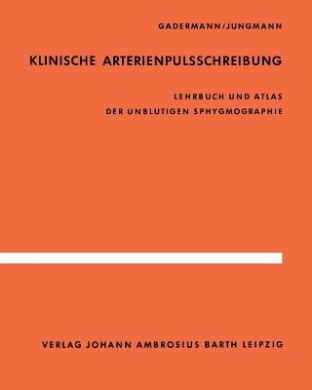 GADERMANN/JUNGMANN
KLINISCHE ARTERIENPULSSCHREIBUNG
LEHRBUCH UND ATLAS
DER UNBLUTIGEN SPHYGMOGRAPHIE
VERLAG JOHANN AMBROSIUS BARTH LEIPZIG